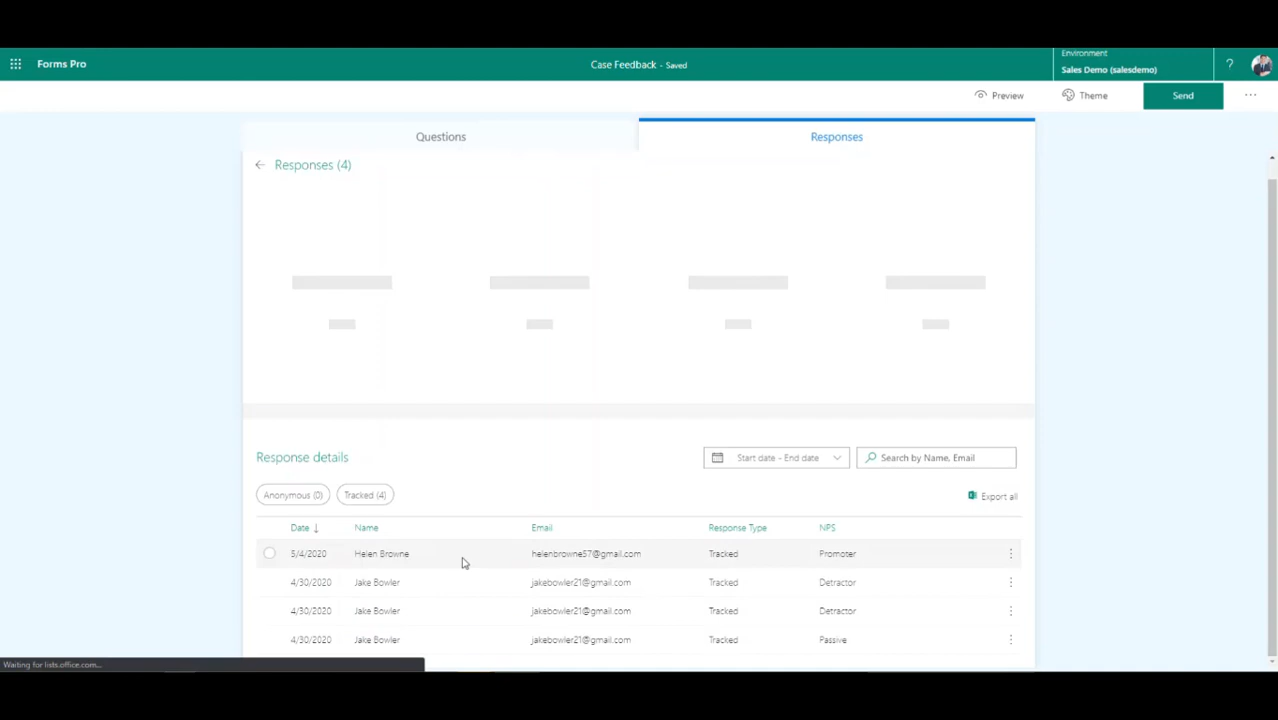 Forms Pro
Case Feedback - Saved
Environment
Sales Demo (salesdemo)
?
Preview
Theme
Send
...
Questions
Responses
← Responses (4)
Response details
Start date - End date
Search by Name, Email
Anonymous (0)
Tracked (4)
Export all
Date ↓ Name Email Response Type NPS
5/4/2020 Helen Browne helenbrowne57@gmail.com Tracked Promoter
4/30/2020 Jake Bowler jakebowler21@gmail.com Tracked Detractor
4/30/2020 Jake Bowler jakebowler21@gmail.com Tracked Detractor
4/30/2020 Jake Bowler jakebowler21@gmail.com Tracked Passive
Waiting for lists.office.com...